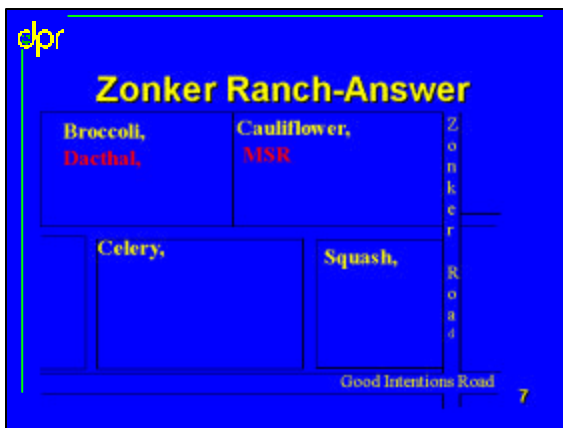 dpr
Zonker Ranch-Answer
Broccoli,
Dacthal,
Cauliflower,
MSR
Zonker Road
Celery,
Squash,
Good Intentions Road
7